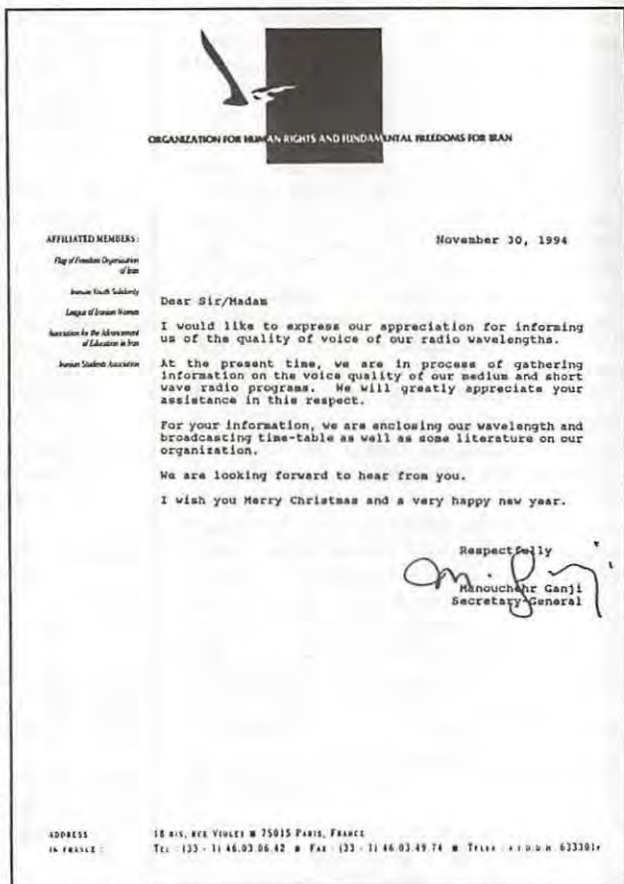 ORGANIZATION FOR HUMAN RIGHTS AND FUNDAMENTAL FREEDOMS FOR IRAN
AFFILIATED MEMBERS:
Flag of Freedom Organization
of Iran
Iranian Youth Solidarity
League of Iranian Women
Association for the Advancement
of Education in Iran
Iranian Students Association
November 30, 1994
Dear Sir/Madam
I would like to express our appreciation for informing
us of the quality of voice of our radio wavelengths.
At the present time, we are in process of gathering
information on the voice quality of our medium and short
wave radio programs. We will greatly appreciate your
assistance in this respect.
For your information, we are enclosing our wavelength and
broadcasting time-table as well as some literature on our
organization.
We are looking forward to hear from you.
I wish you Merry Christmas and a very happy new year.
Respectfully
Manouchehr Ganji
Secretary-General
ADDRESS
IN FRANCE:
18 BIS, RUE VIOLET ■ 75015 PARIS, FRANCE
TEL : (33 - 1) 46.03.06.42 ■ FAX : (33 - 1) 46.03.49.74 ■ TELEX :